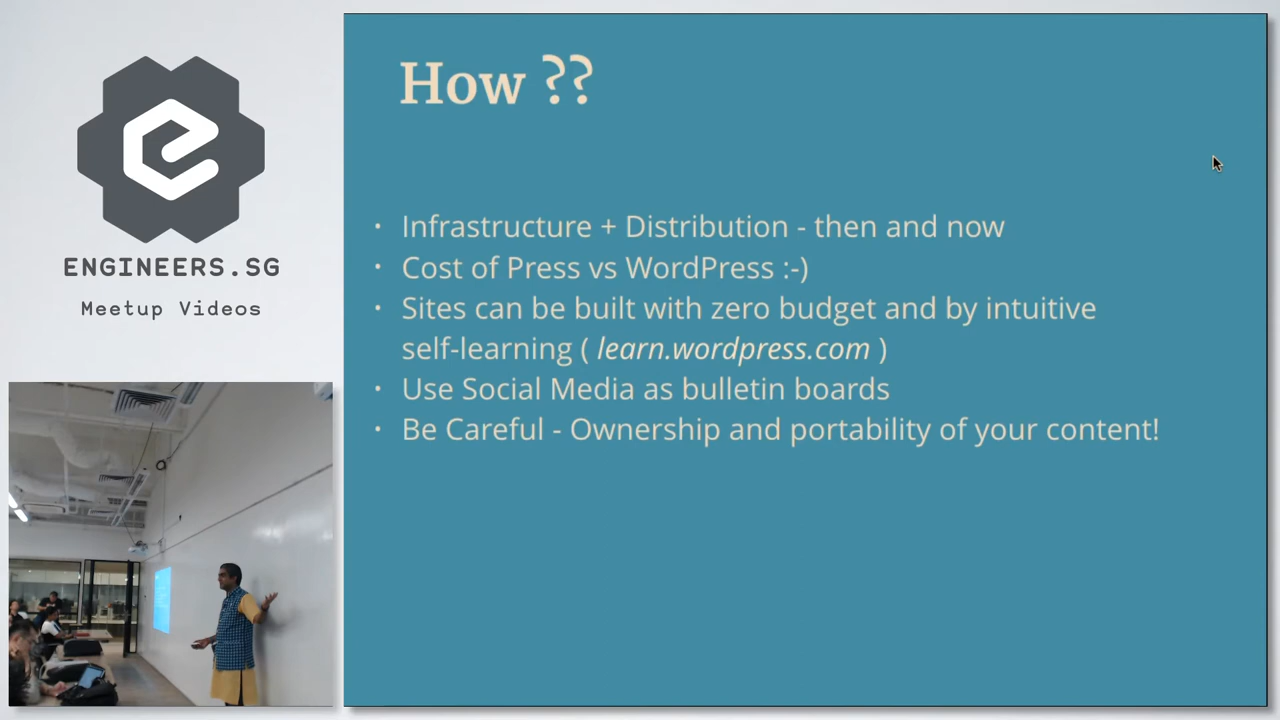 ENGINEERS.SG
Meetup Videos
How ??
• Infrastructure + Distribution - then and now
• Cost of Press vs WordPress :-)
• Sites can be built with zero budget and by intuitive
self-learning ( learn.wordpress.com )
• Use Social Media as bulletin boards
• Be Careful - Ownership and portability of your content!